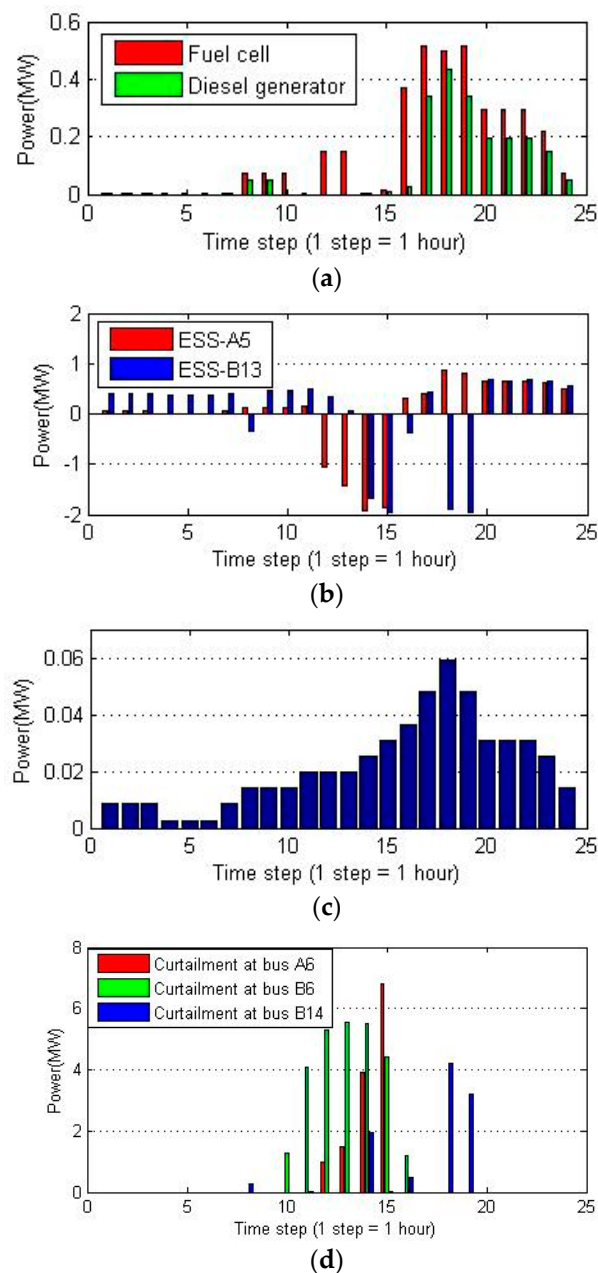 0.6
Fuel cell
Diesel generator
0.4
0.2
0
Power(MW)
0 5 10 15 20 25
Time step (1 step = 1 hour)
(a)
2
ESS-A5
ESS-B13
1
0
-1
-2
Power(MW)
0 5 10 15 20 25
Time step (1 step = 1 hour)
(b)
0.06
0.04
0.02
0
Power(MW)
0 5 10 15 20 25
Time step (1 step = 1 hour)
(c)
8
Curtailment at bus A6
Curtailment at bus B6
Curtailment at bus B14
6
4
2
0
Power(MW)
0 5 10 15 20 25
Time step (1 step = 1 hour)
(d)